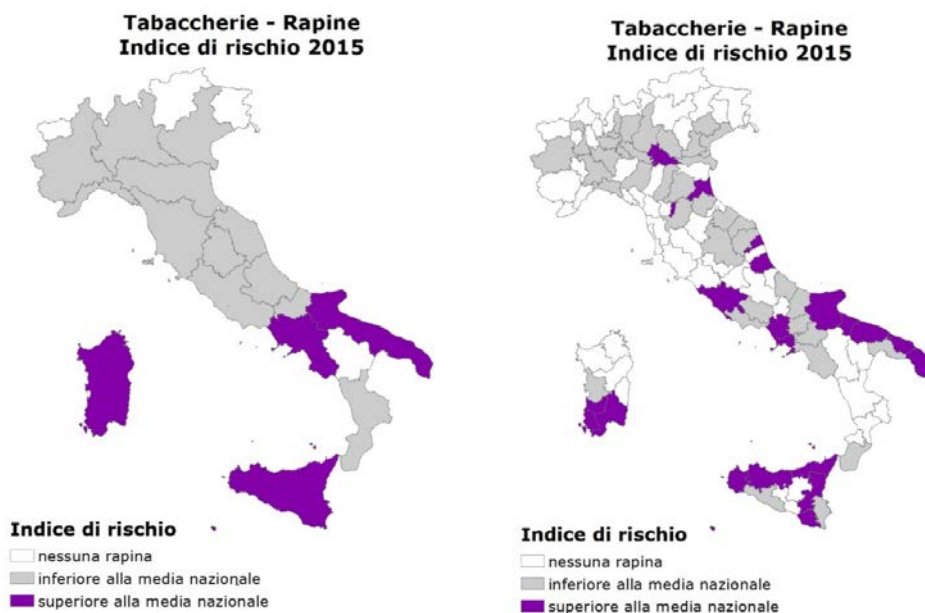 Tabaccherie - Rapine
Indice di rischio 2015
Indice di rischio
nessuna rapina
inferiore alla media nazionale
superiore alla media nazionale
Tabaccherie - Rapine
Indice di rischio 2015
Indice di rischio
nessuna rapina
inferiore alla media nazionale
superiore alla media nazionale